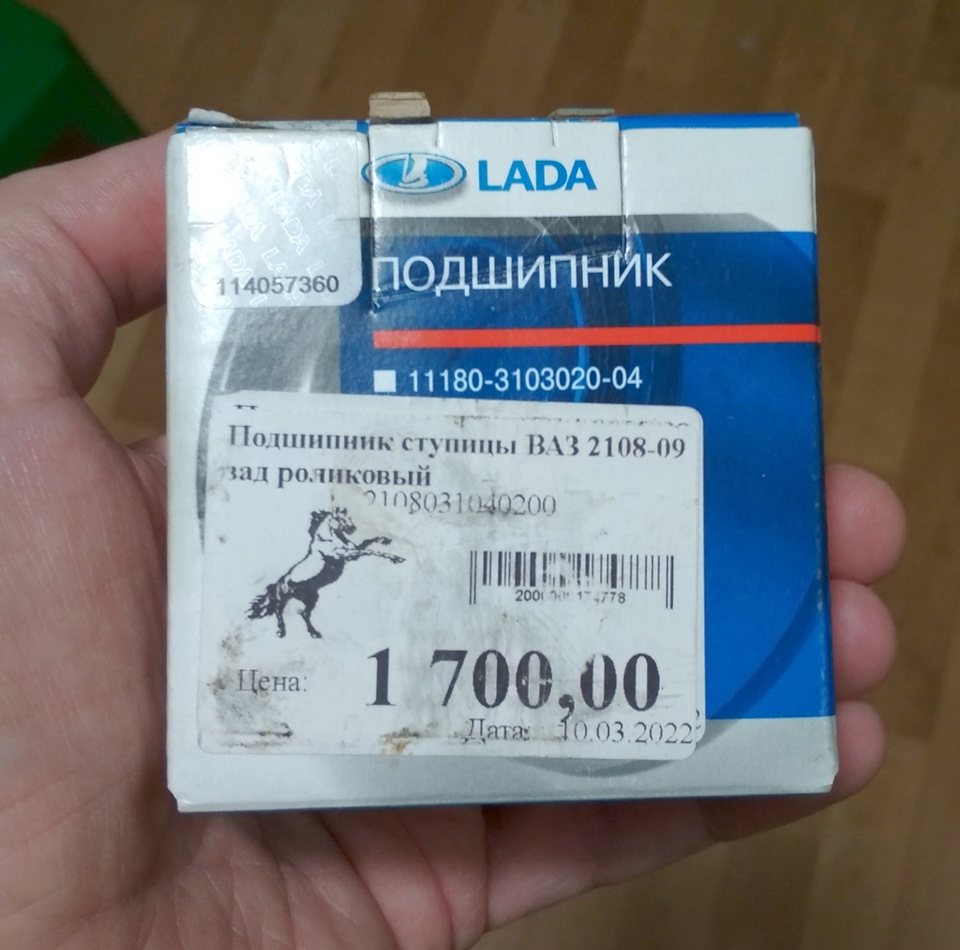 LADA
114057360
ПОДШИПНИК
11180-3103020-04
Подшипник ступицы ВАЗ 2108-09
зад роликовый
2108031040200
Цена: 1 700,00
Дата: 10.03.2022